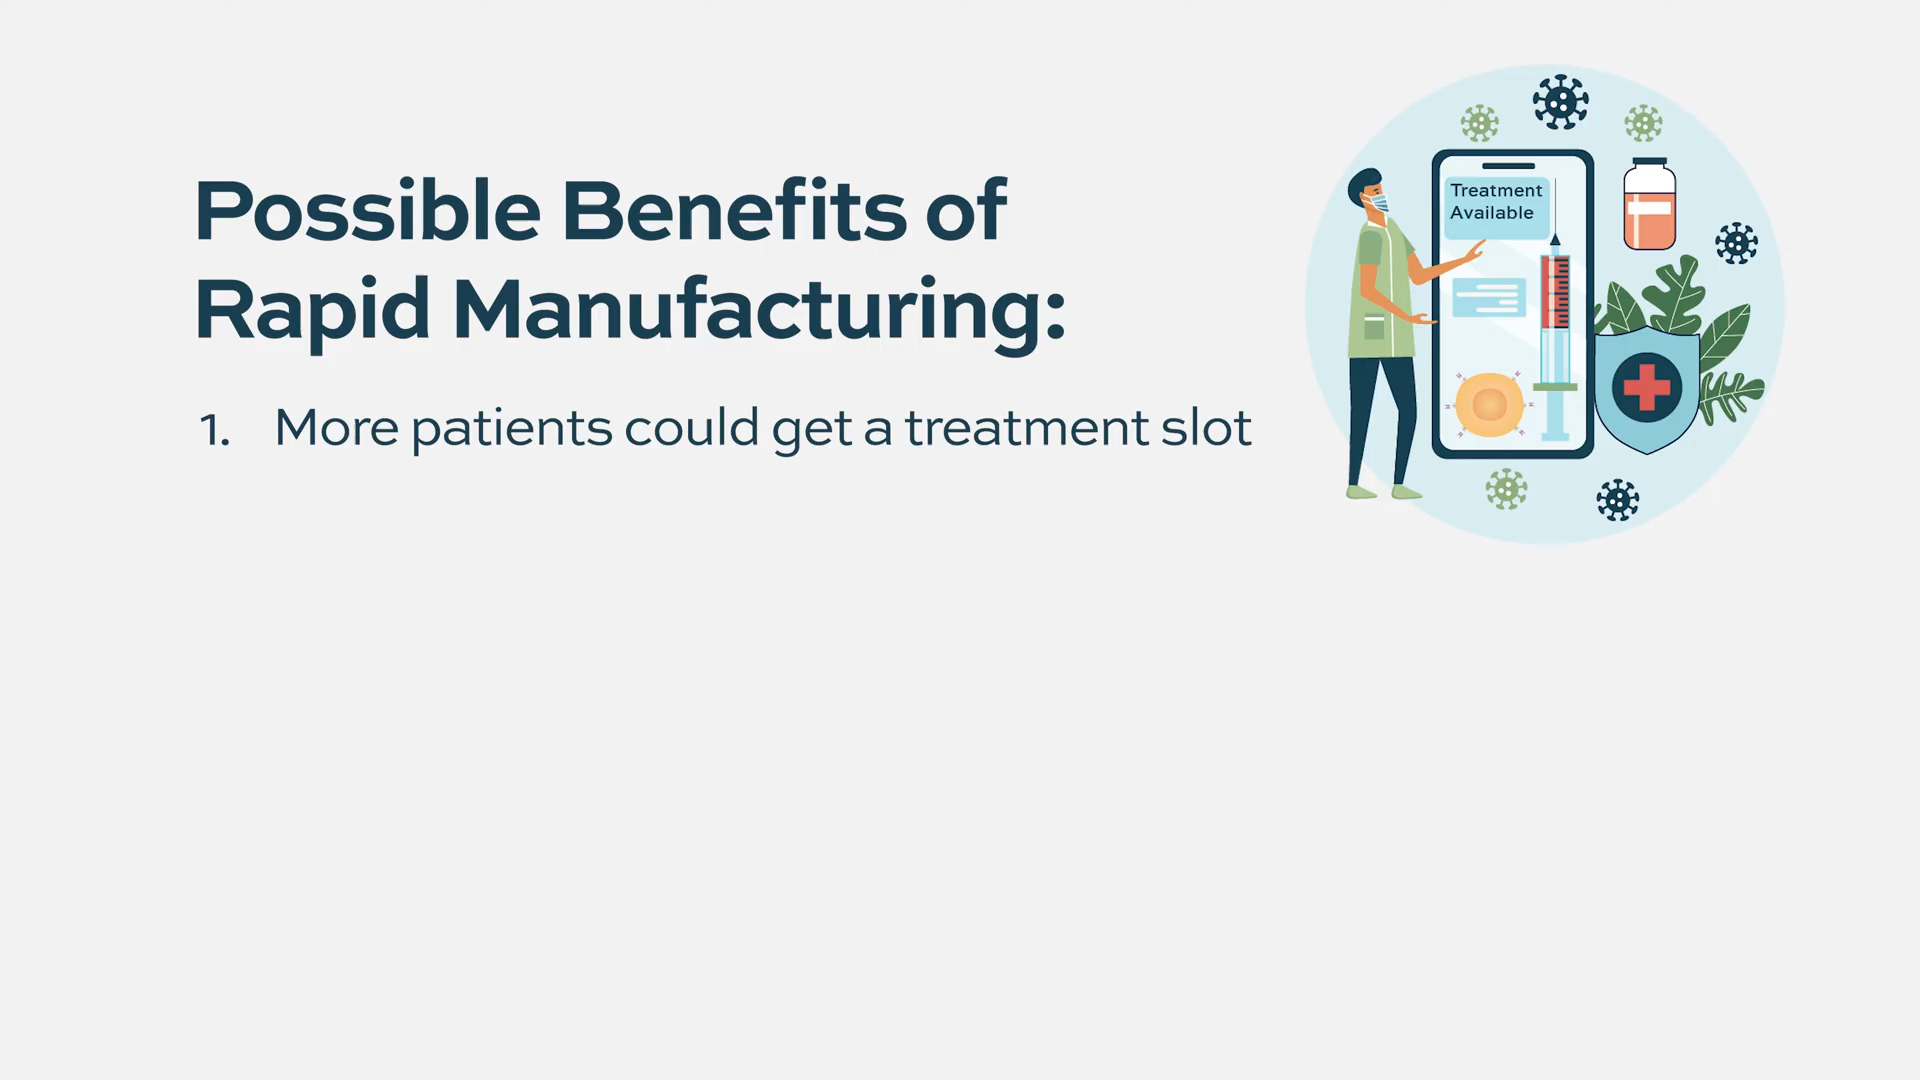 Possible Benefits of
Rapid Manufacturing:
1. More patients could get a treatment slot
Treatment
Available